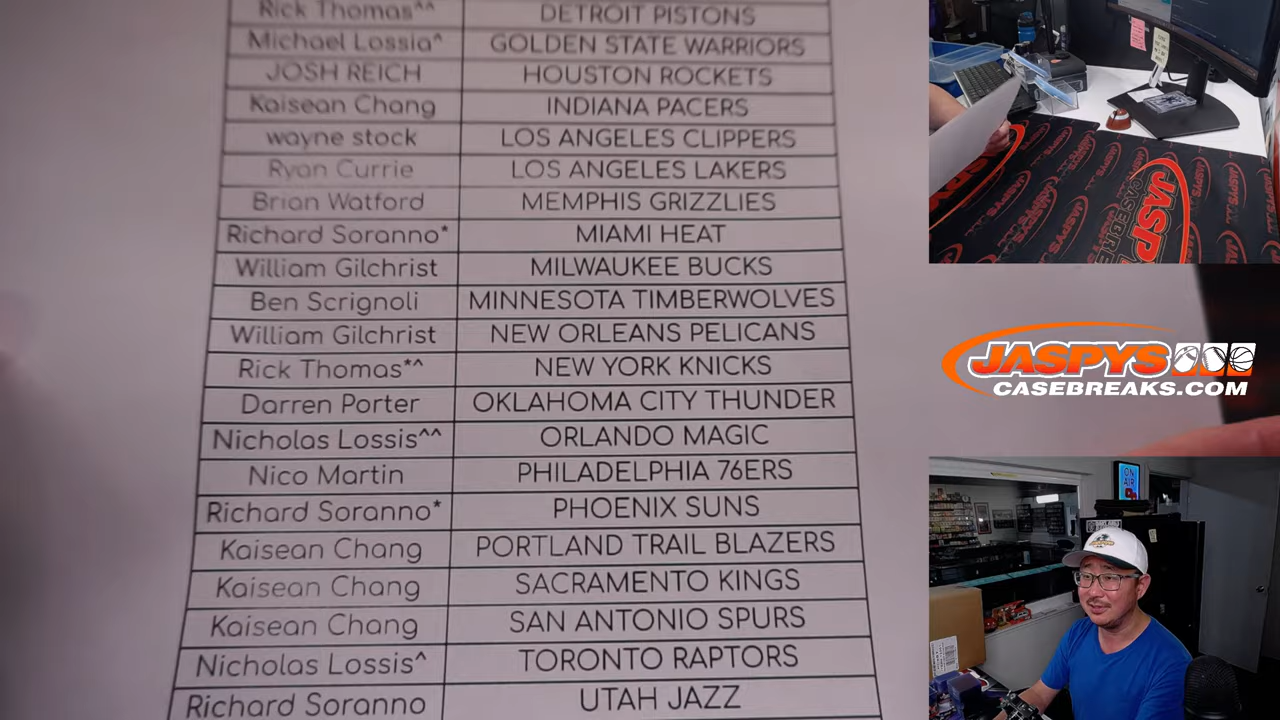 Rick Thomas^^ DETROIT PISTONS
Michael Lossia^ GOLDEN STATE WARRIORS
JOSH REICH HOUSTON ROCKETS
Kaisean Chang INDIANA PACERS
wayne stock LOS ANGELES CLIPPERS
Ryan Currie LOS ANGELES LAKERS
Brian Watford MEMPHIS GRIZZLIES
Richard Soranno* MIAMI HEAT
William Gilchrist MILWAUKEE BUCKS
Ben Scrignoli MINNESOTA TIMBERWOLVES
William Gilchrist NEW ORLEANS PELICANS
Rick Thomas*^ NEW YORK KNICKS
Darren Porter OKLAHOMA CITY THUNDER
Nicholas Lossis^^ ORLANDO MAGIC
Nico Martin PHILADELPHIA 76ERS
Richard Soranno* PHOENIX SUNS
Kaisean Chang PORTLAND TRAIL BLAZERS
Kaisean Chang SACRAMENTO KINGS
Kaisean Chang SAN ANTONIO SPURS
Nicholas Lossis^ TORONTO RAPTORS
Richard Soranno UTAH JAZZ
JASPYS
CASEBREAKS.COM
ON
AIR